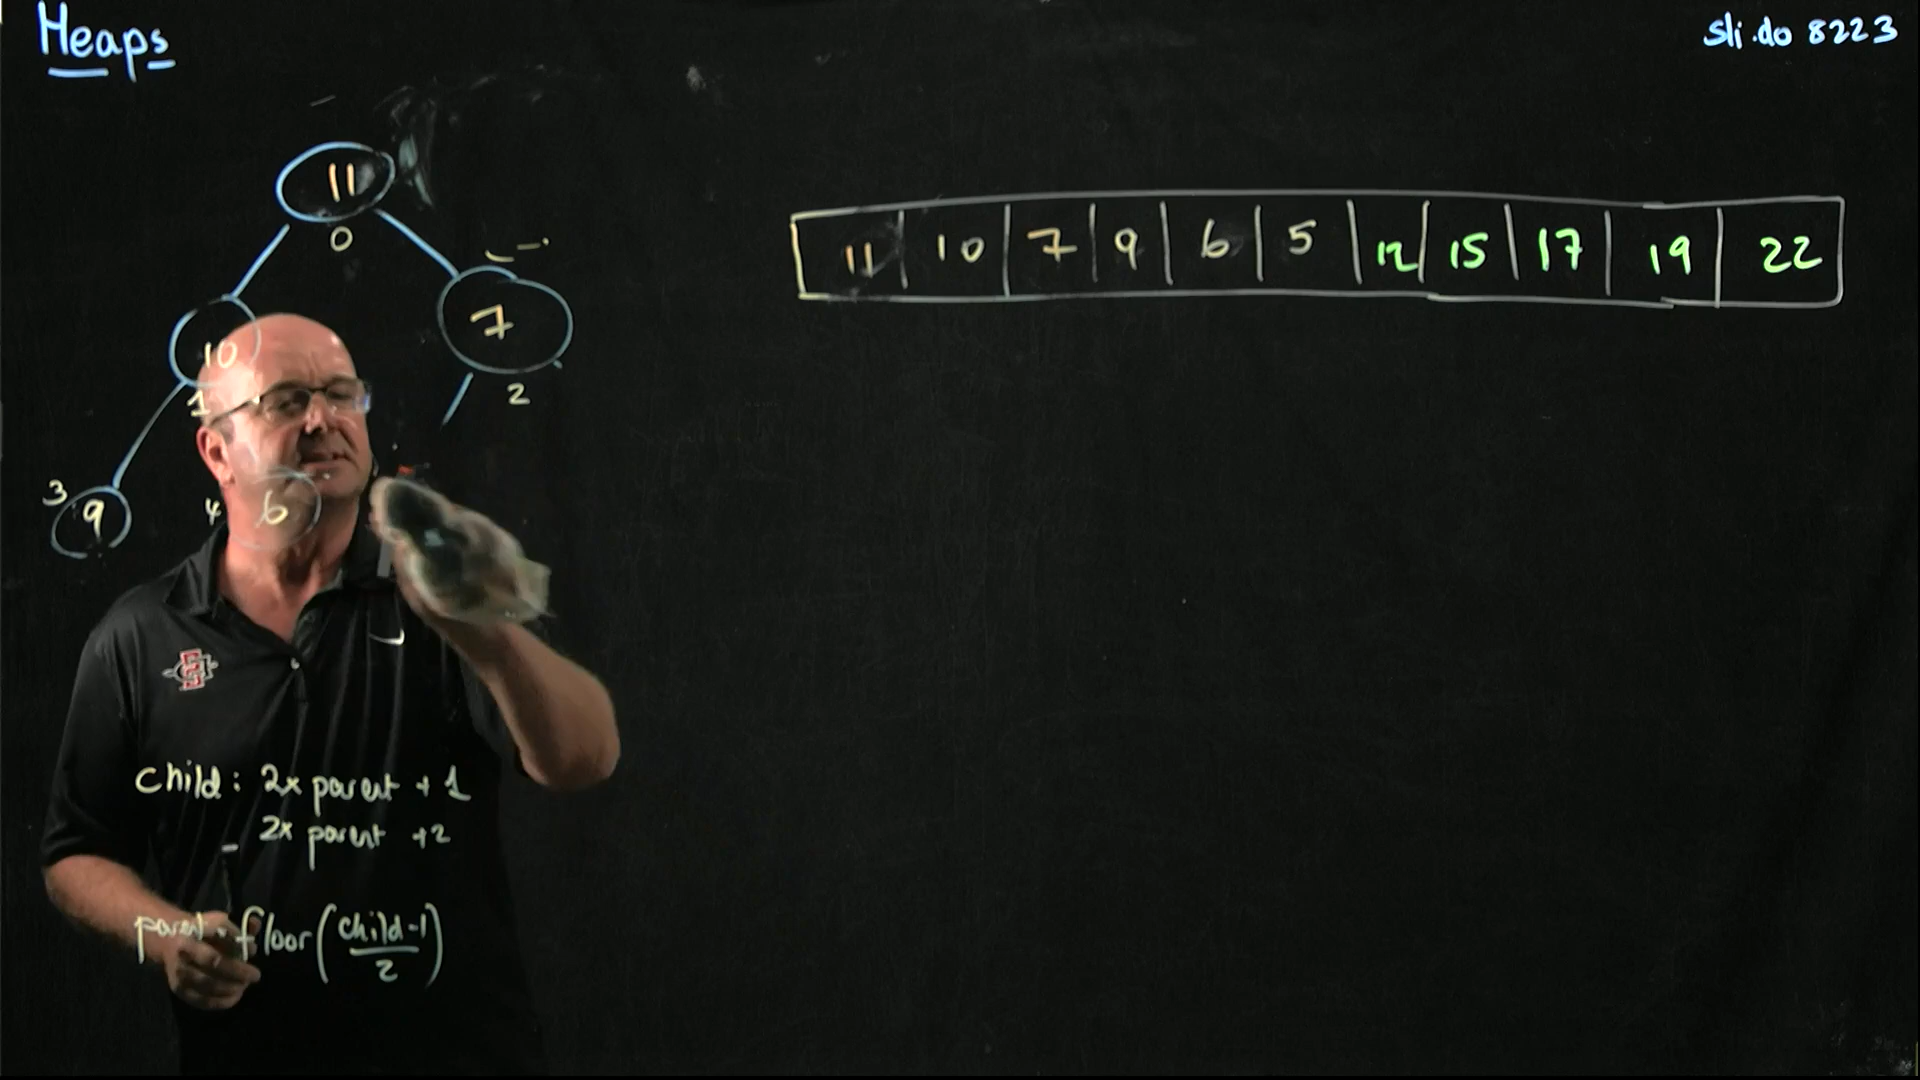 Heaps
sli.do 8223
11
0
11 10 7 9 6 5 12 15 17 19 22
10
7
1
2
3
9
4
6
child: 2x parent + 1
2x parent +2
parent = floor(child-1
2)